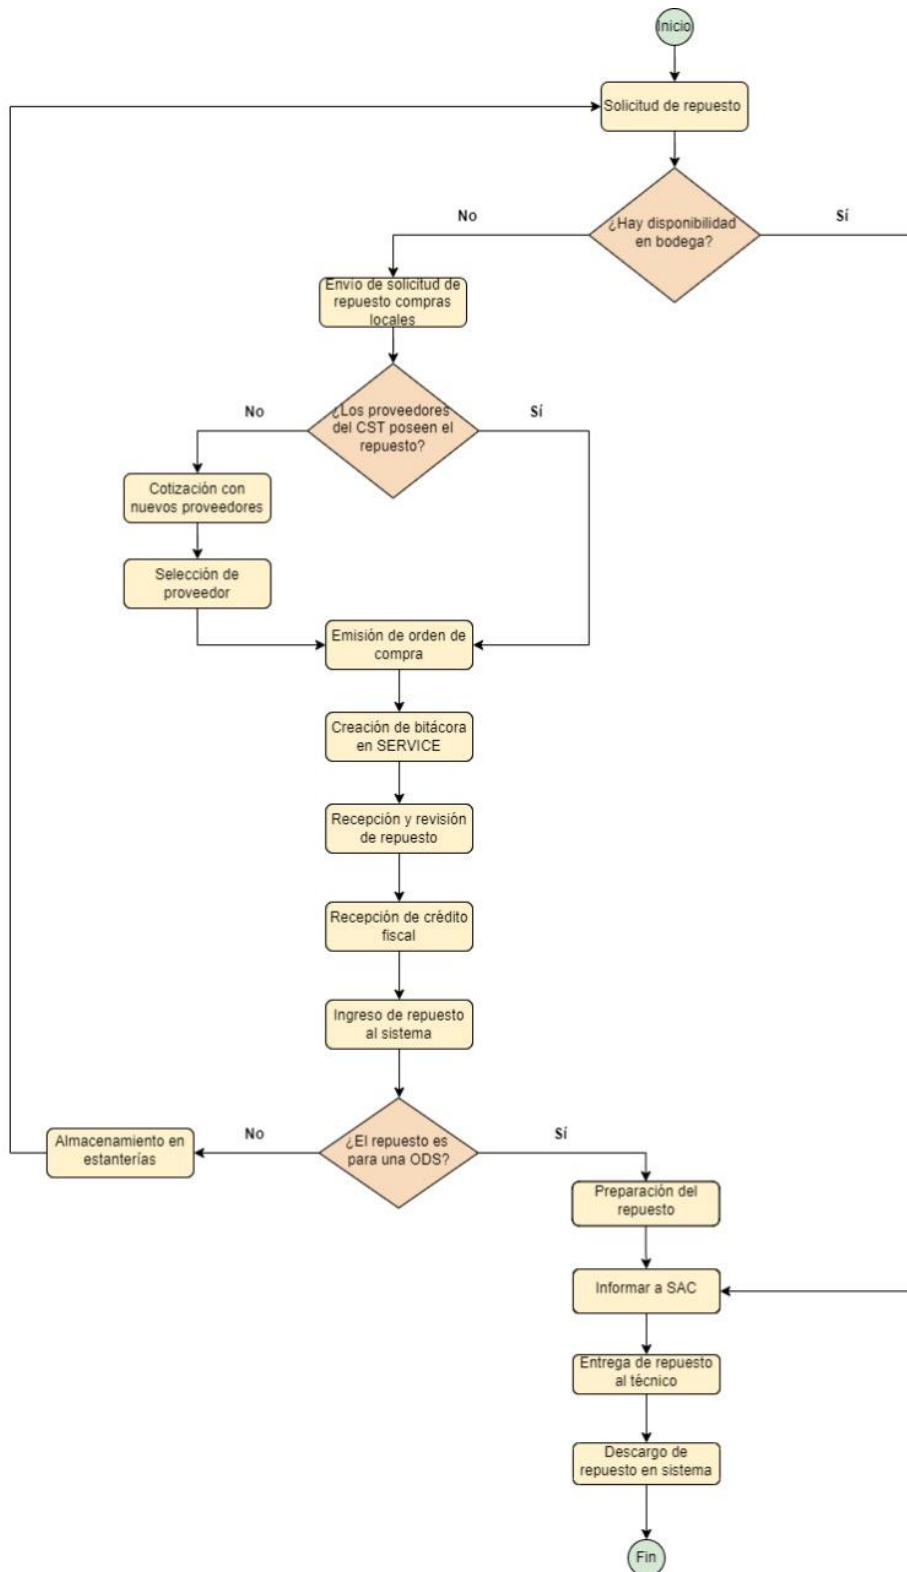 Inicio
Solicitud de repuesto
¿Hay disponibilidad
en bodega?
No
Sí
Envío de solicitud de
repuesto compras
locales
¿Los proveedores
del CST poseen el
repuesto?
No
Sí
Cotización con
nuevos proveedores
Selección de
proveedor
Emisión de orden de
compra
Creación de bitácora
en SERVICE
Recepción y revisión
de repuesto
Recepción de crédito
fiscal
Ingreso de repuesto
al sistema
¿El repuesto es
para una ODS?
No
Sí
Almacenamiento en
estanterías
Preparación del
repuesto
Informar a SAC
Entrega de repuesto
al técnico
Descargo de
repuesto en sistema
Fin